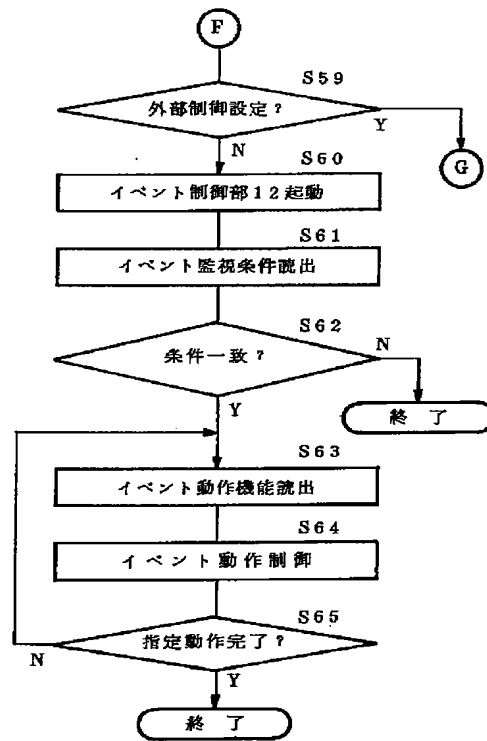 F
S59
外部制御設定?
Y
N
G
S60
イベント制御部12起動
S61
イベント監視条件読出
S62
条件一致?
N
Y
終了
S63
イベント動作機能読出
S64
イベント動作制御
S65
指定動作完了?
N
Y
終了